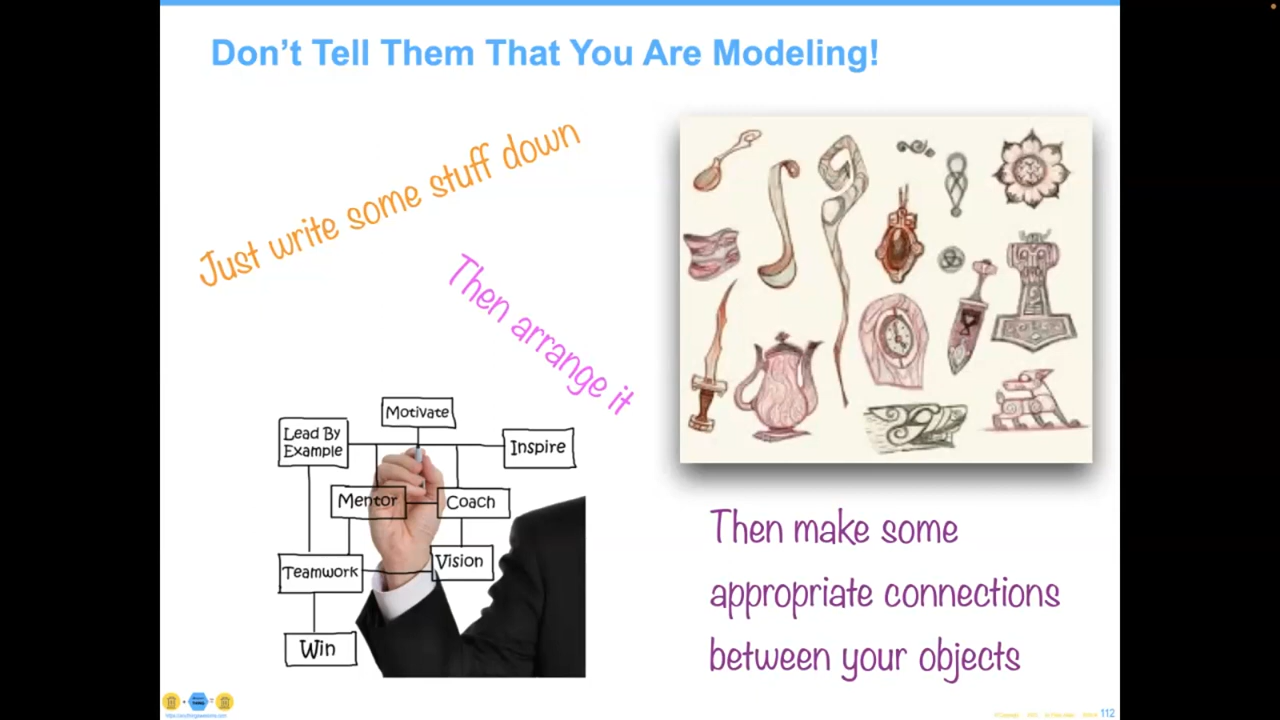 Don't Tell Them That You Are Modeling!
Just write some stuff down
Then arrange it
Motivate
Lead By
Example
Inspire
Mentor
Coach
Vision
Teamwork
Win
Then make some
appropriate connections
between your objects
112